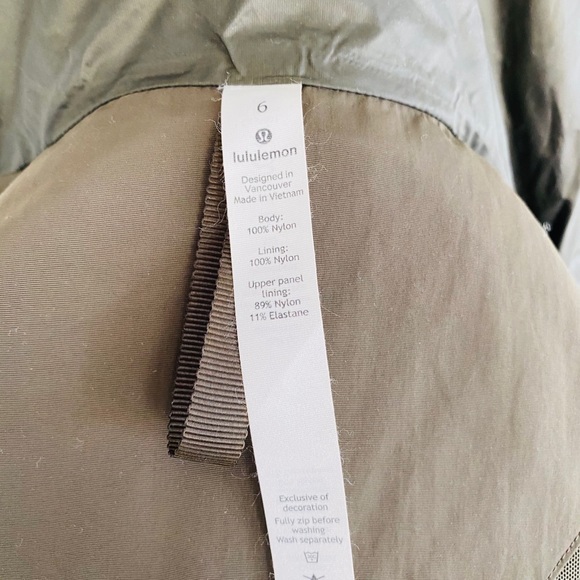 6
lululemon
Designed in
Vancouver
Made in Vietnam
Body:
100% Nylon
Lining:
100% Nylon
Upper panel
lining:
89% Nylon
11% Elastane
Exclusive of
decoration
Fully zip before
washing
Wash separately